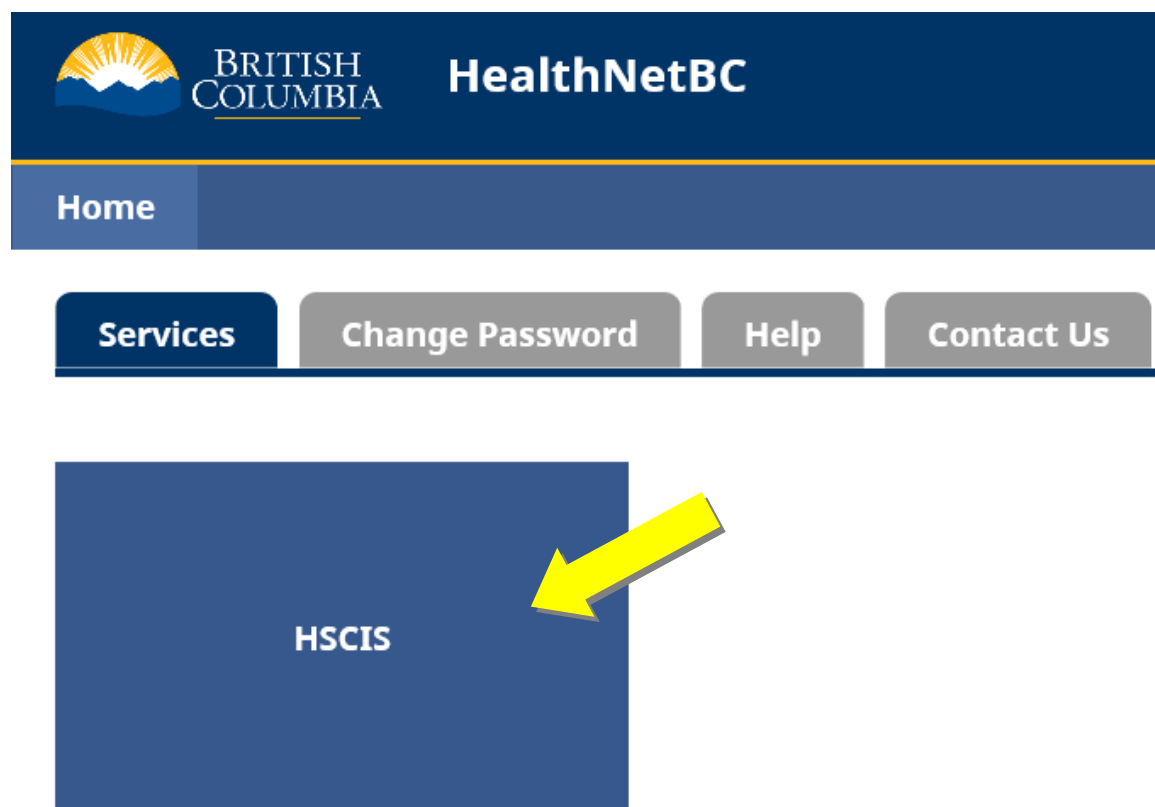 BRITISH
COLUMBIA
HealthNetBC
Home
Services Change Password Help Contact Us
HSCIS